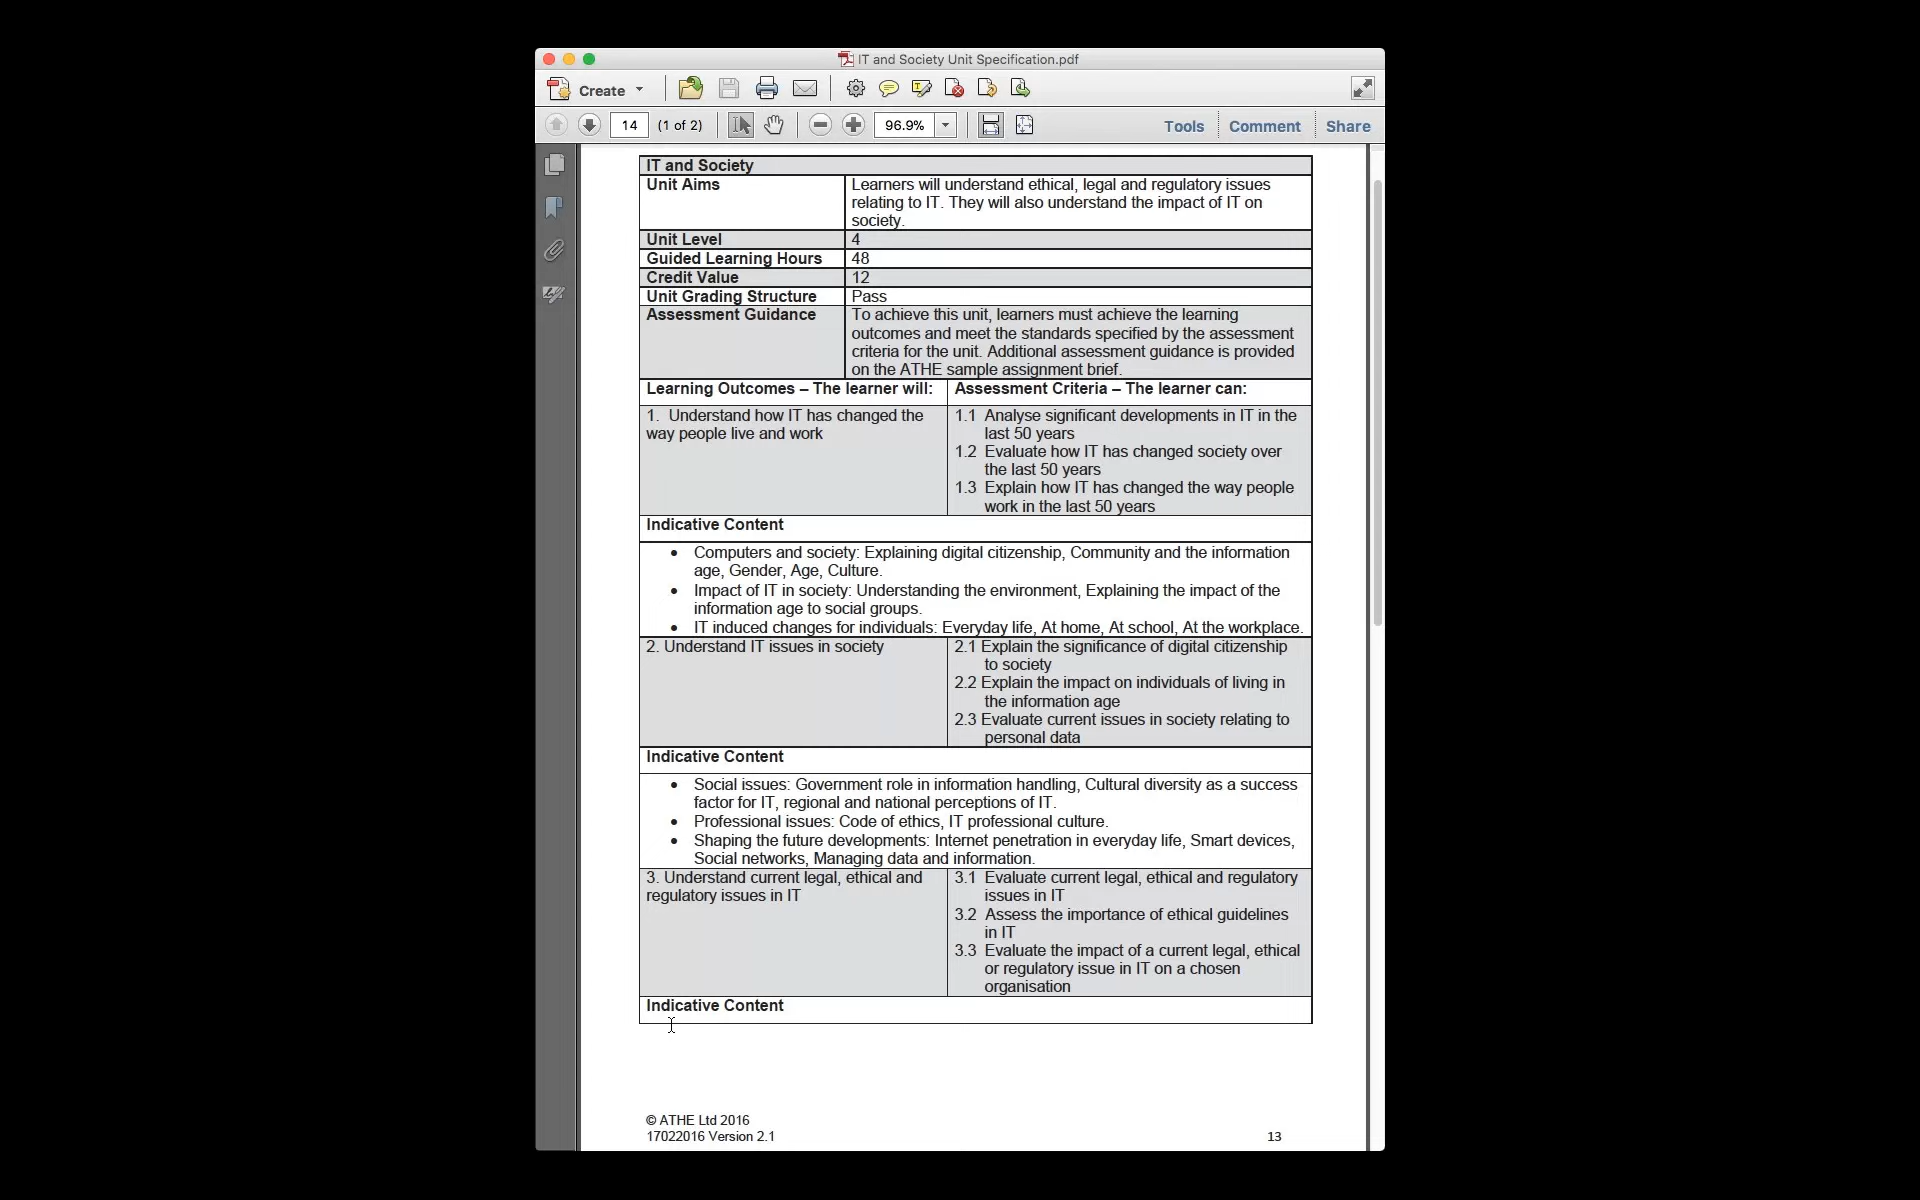 IT and Society Unit Specification.pdf
Create
14 (1 of 2) 96.9% Tools Comment Share
IT and Society
Unit Aims Learners will understand ethical, legal and regulatory issues
relating to IT. They will also understand the impact of IT on
society.
Unit Level 4
Guided Learning Hours 48
Credit Value 12
Unit Grading Structure Pass
Assessment Guidance To achieve this unit, learners must achieve the learning
outcomes and meet the standards specified by the assessment
criteria for the unit. Additional assessment guidance is provided
on the ATHE sample assignment brief.
Learning Outcomes – The learner will: Assessment Criteria – The learner can:
1. Understand how IT has changed the
way people live and work
1.1 Analyse significant developments in IT in the
last 50 years
1.2 Evaluate how IT has changed society over
the last 50 years
1.3 Explain how IT has changed the way people
work in the last 50 years
Indicative Content
• Computers and society: Explaining digital citizenship, Community and the information
age, Gender, Age, Culture.
• Impact of IT in society: Understanding the environment, Explaining the impact of the
information age to social groups.
• IT induced changes for individuals: Everyday life, At home, At school, At the workplace.
2. Understand IT issues in society
2.1 Explain the significance of digital citizenship
to society
2.2 Explain the impact on individuals of living in
the information age
2.3 Evaluate current issues in society relating to
personal data
Indicative Content
• Social issues: Government role in information handling, Cultural diversity as a success
factor for IT, regional and national perceptions of IT.
• Professional issues: Code of ethics, IT professional culture.
• Shaping the future developments: Internet penetration in everyday life, Smart devices,
Social networks, Managing data and information.
3. Understand current legal, ethical and
regulatory issues in IT
3.1 Evaluate current legal, ethical and regulatory
issues in IT
3.2 Assess the importance of ethical guidelines
in IT
3.3 Evaluate the impact of a current legal, ethical
or regulatory issue in IT on a chosen
organisation
Indicative Content
© ATHE Ltd 2016
17022016 Version 2.1 13